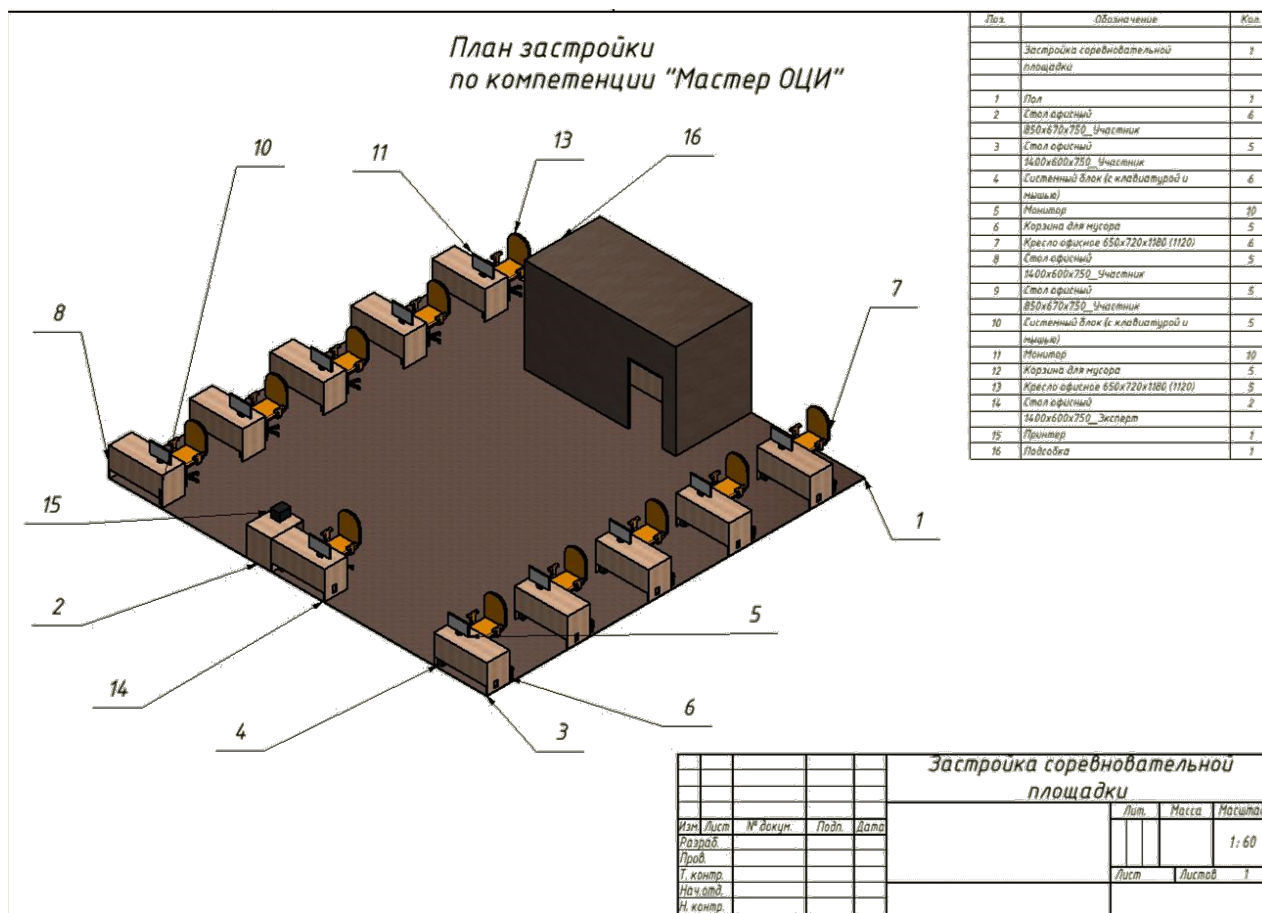 План застройки
по компетенции "Мастер ОЦИ"
Поз. Обозначение Кол.
Застройка соревновательной 1
площадки
1 Пол 1
2 Стол офисный 6
850х670х750_Участник
3 Стол офисный 5
1400х600х750_Участник
4 Системный блок (с клавиатурой и 6
мышью)
5 Монитор 10
6 Корзина для мусора 5
7 Кресло офисное 650х720х1180 (1120) 6
8 Стол офисный 5
1400х600х750_Участник
9 Стол офисный 5
850х670х750_Участник
10 Системный блок (с клавиатурой и 5
мышью)
11 Монитор 10
12 Корзина для мусора 5
13 Кресло офисное 650х720х1180 (1120) 5
14 Стол офисный 2
1400х600х750_Эксперт
15 Принтер 1
16 Подсобка 1
10
11
13
16
8
7
15
1
2
5
14
6
4
3
Застройка соревновательной
площадки
Лит. Масса Масштаб
Изм. Лист № докум. Подп. Дата
Разраб. 1:60
Пров.
Т. контр. Лист Листов 1
Нач.отд.
Н. контр.